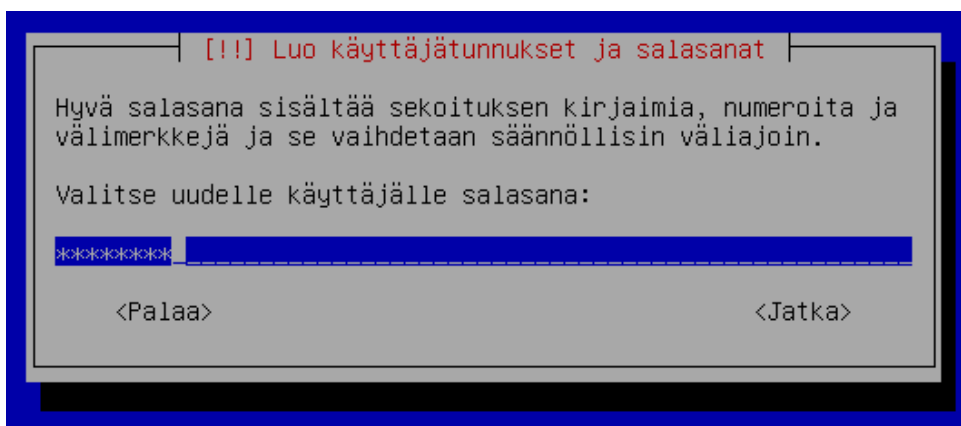 [!!] Luo käyttäjätunnukset ja salasanat
Hyvä salasana sisältää sekoituksen kirjaimia, numeroita ja
välimerkkejä ja se vaihdetaan säännöllisin väliajoin.
Valitse uudelle käyttäjälle salasana:
********
<Palaa> <Jatka>